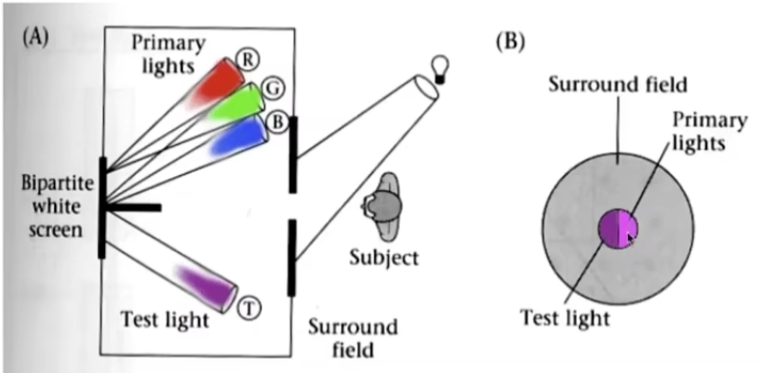 (A)
Primary
lights
R
G
B
Bipartite
white
screen
Test light
T
Subject
Surround
field
(B)
Surround field
Primary
lights
Test light